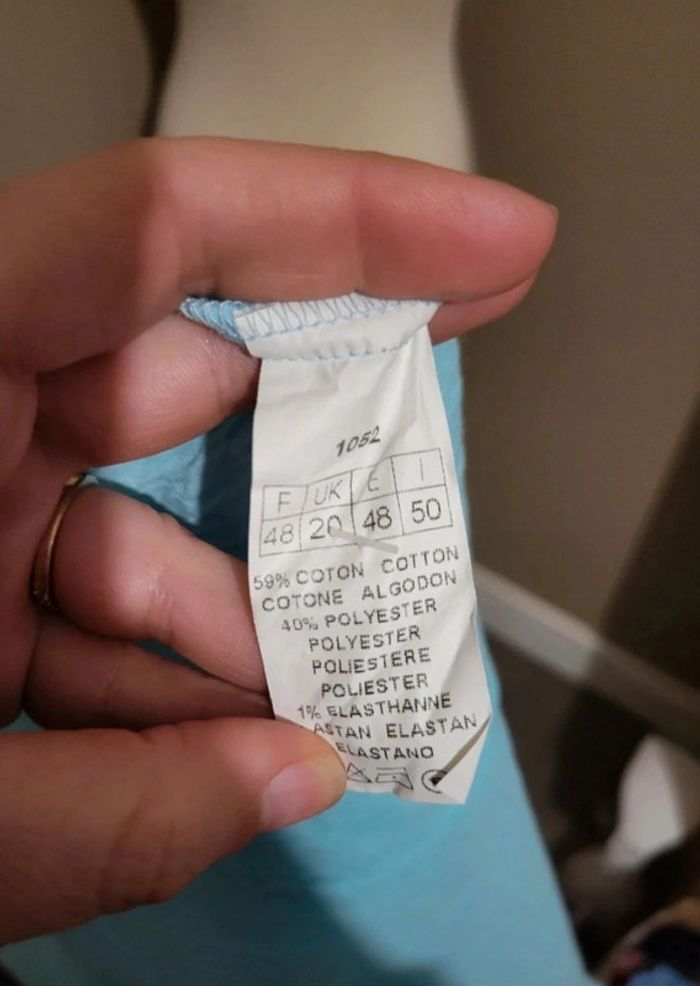 1052
F UK E I
48 20 48 50
59% COTON COTTON
COTONE ALGODON
40% POLYESTER
POLYESTER
POLIESTERE
POLIESTER
1% ELASTHANNE
ASTAN ELASTAN
ELASTANO